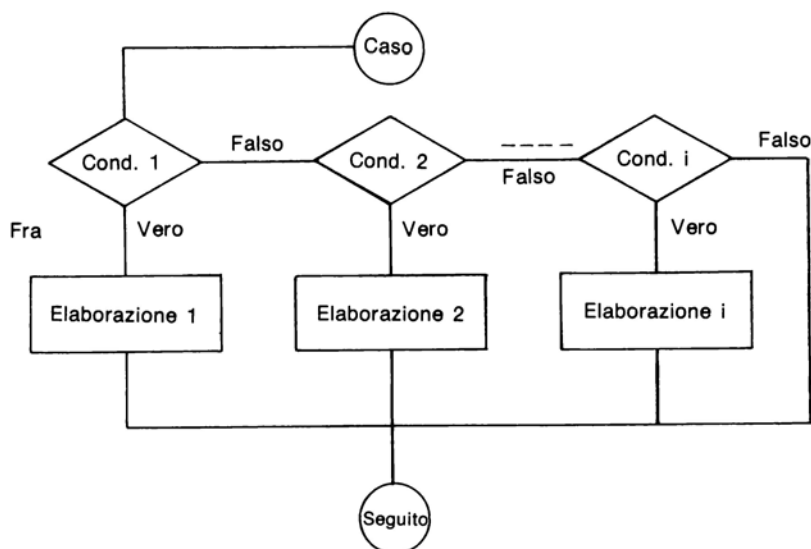 Caso
Cond. 1
Falso
Cond. 2
Falso
Cond. i
Falso
Fra
Vero
Vero
Vero
Elaborazione 1
Elaborazione 2
Elaborazione i
Seguito